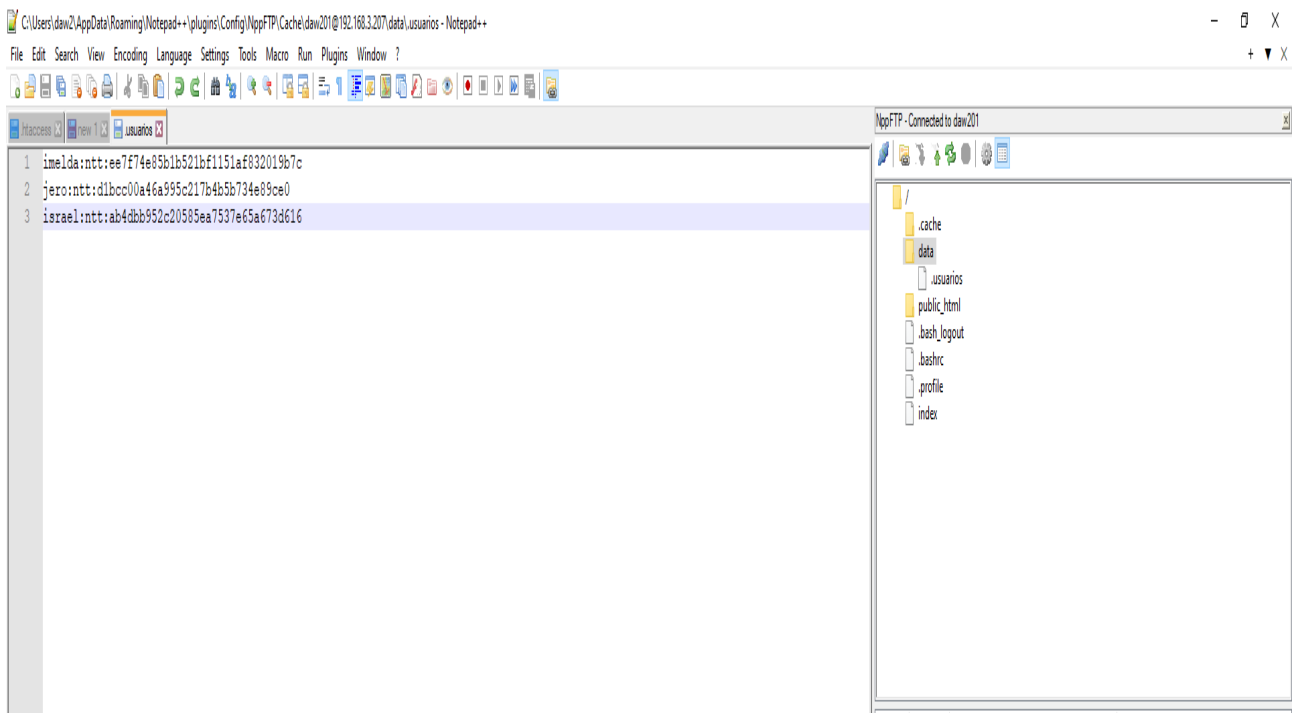 C:\Users\daw2\AppData\Roaming\Notepad++\plugins\Config\NppFTP\Cache\daw201@192.168.3.207\data\.usuarios - Notepad++
File Edit Search View Encoding Language Settings Tools Macro Run Plugins Window ?
.htaccess new 1 .usuarios
1 imelda:ntt:ee7f74e85b1b521bf1151af832019b7c
2 jero:ntt:d1bcc00a46a995c217b4b5b734e89ce0
3 israel:ntt:ab4dbb952c20585ea7537e65a673d616
NppFTP - Connected to daw201
/
.cache
data
.usuarios
public_html
.bash_logout
.bashrc
.profile
index